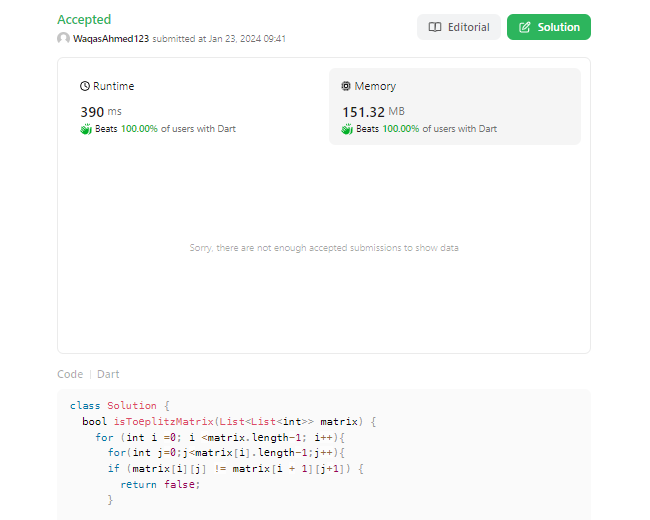 Accepted
WaqasAhmed123 submitted at Jan 23, 2024 09:41
Editorial
Solution
Runtime
390 ms
Beats 100.00% of users with Dart
Memory
151.32 MB
Beats 100.00% of users with Dart
Sorry, there are not enough accepted submissions to show data
Code | Dart
class Solution {
  bool isToeplitzMatrix(List<List<int>> matrix) {
    for (int i =0; i <matrix.length-1; i++){
      for(int j=0;j<matrix[i].length-1;j++){
      if (matrix[i][j] != matrix[i + 1][j+1]) {
        return false;
      }